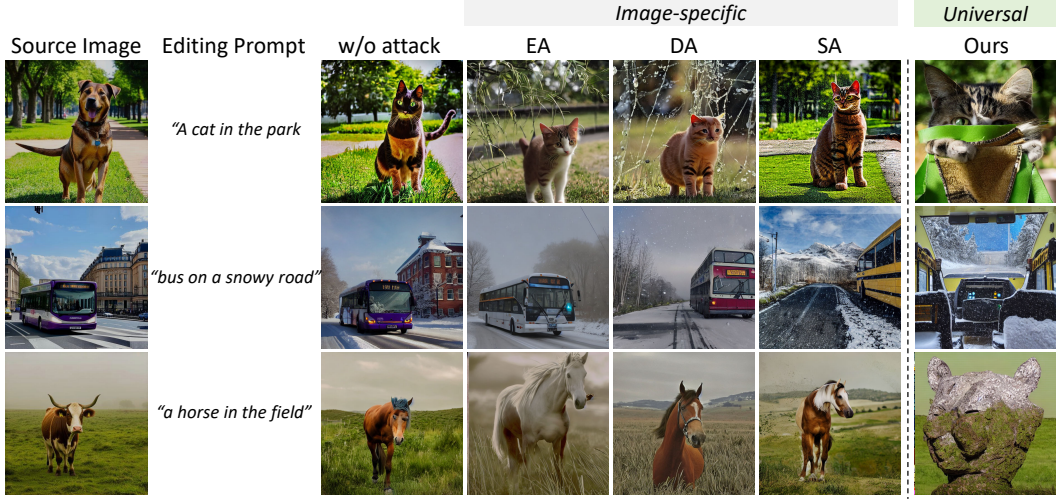 Image-specific
Universal
Source Image
Editing Prompt
w/o attack
EA
DA
SA
Ours
“A cat in the park
“bus on a snowy road”
“a horse in the field”